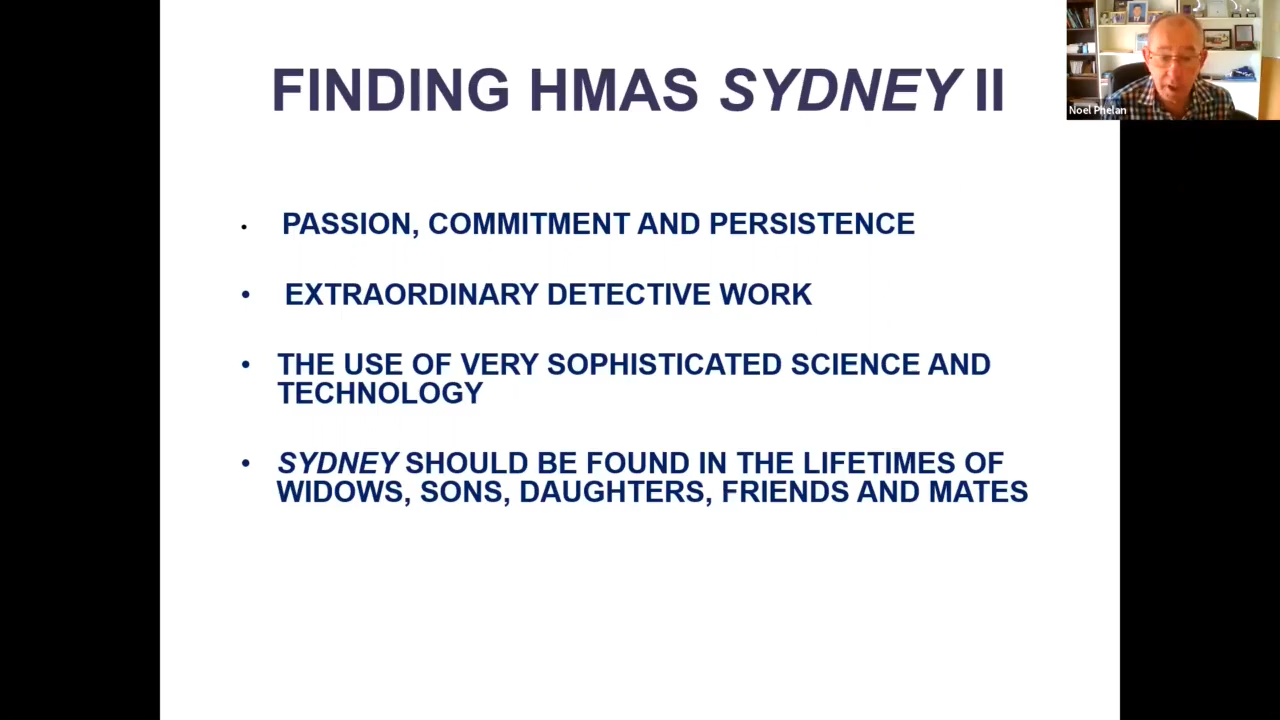 FINDING HMAS SYDNEY II
Noel Phelan
• PASSION, COMMITMENT AND PERSISTENCE
• EXTRAORDINARY DETECTIVE WORK
• THE USE OF VERY SOPHISTICATED SCIENCE AND
TECHNOLOGY
• SYDNEY SHOULD BE FOUND IN THE LIFETIMES OF
WIDOWS, SONS, DAUGHTERS, FRIENDS AND MATES